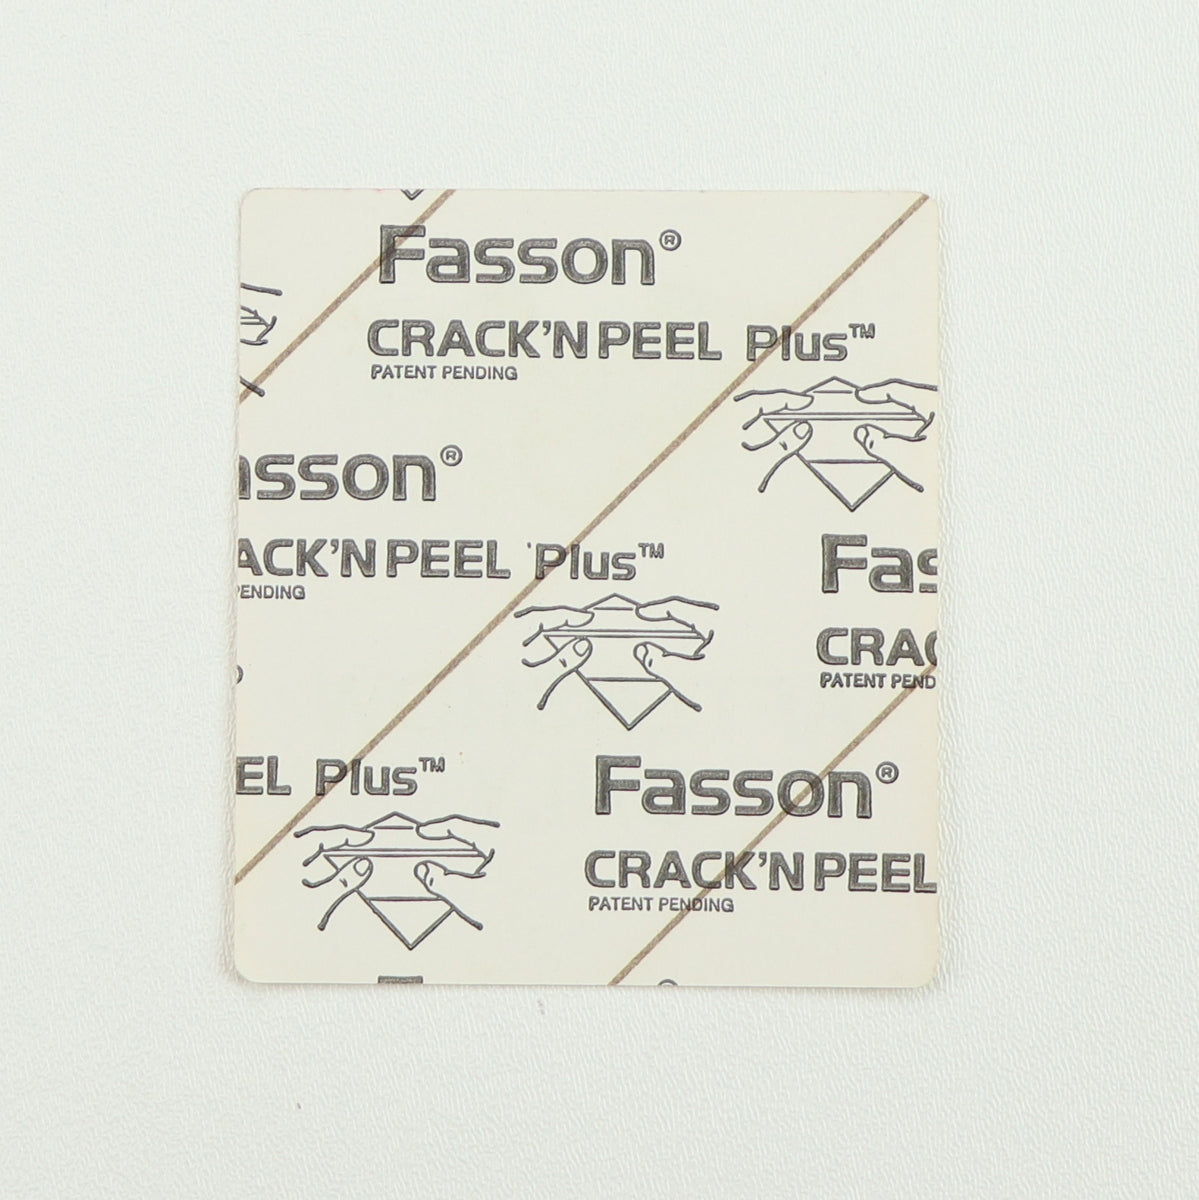 Fasson®
CRACK'N PEEL Plus™
PATENT PENDING
asson®
ACK'N PEEL Plus™
PENDING
Fas
CRAC
PATENT PEND
EL Plus™
Fasson®
CRACK'N PEEL
PATENT PENDING